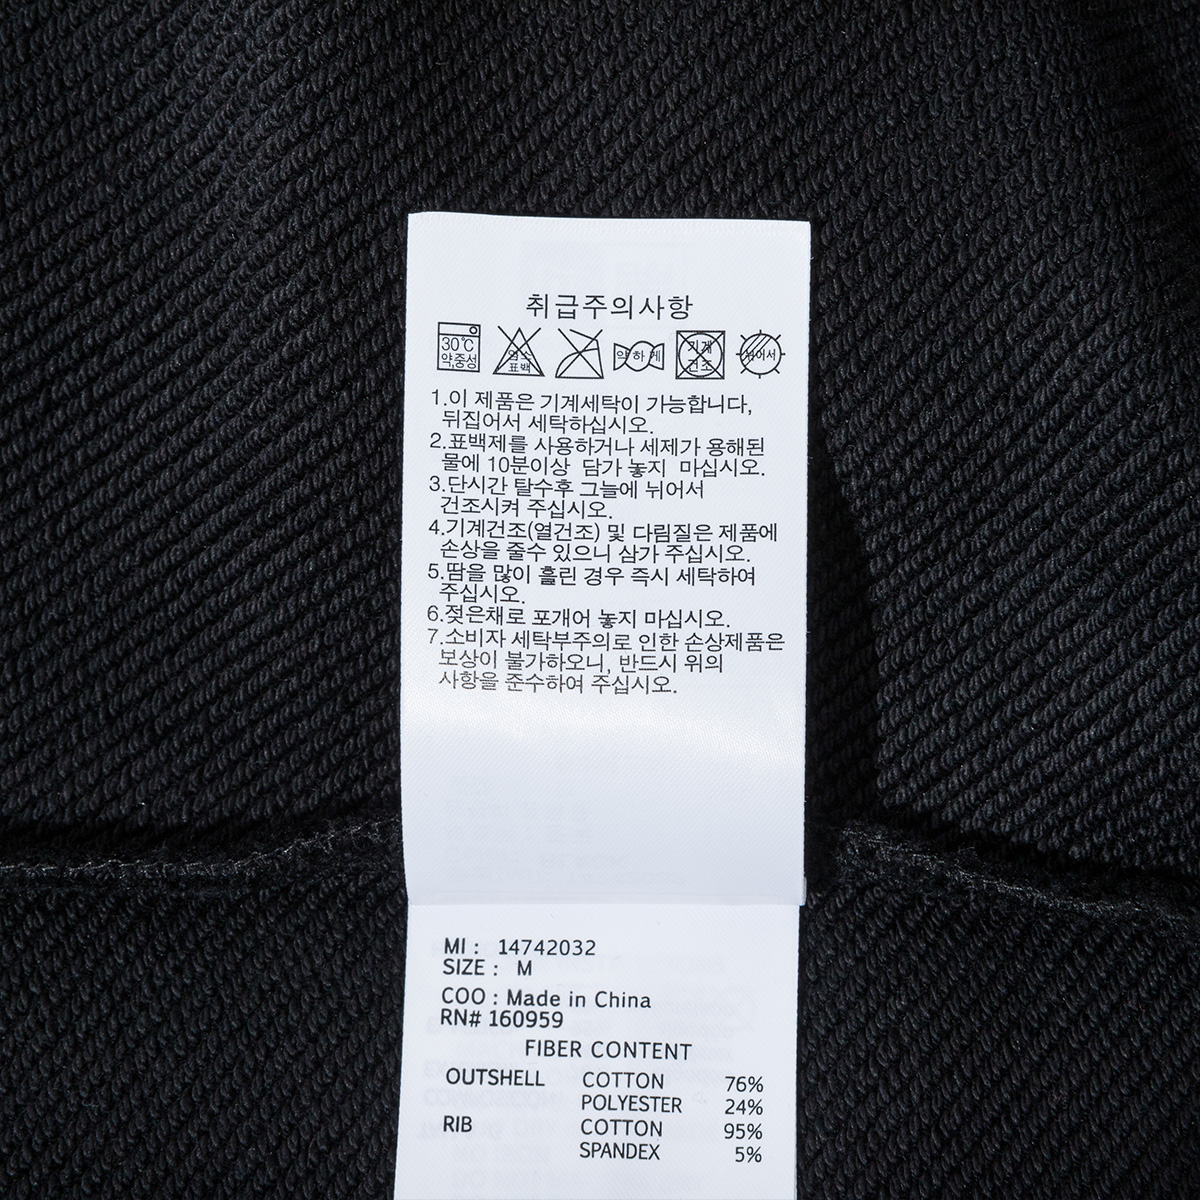 취급주의사항
30℃ 약,중성 염소 표백 약하게 기계 건조 뉘어서
1.이 제품은 기계세탁이 가능합니다,
뒤집어서 세탁하십시오.
2.표백제를 사용하거나 세제가 용해된
물에 10분이상 담가 놓지 마십시오.
3.단시간 탈수후 그늘에 뉘어서
건조시켜 주십시오.
4.기계건조(열건조) 및 다림질은 제품에
손상을 줄수 있으니 삼가 주십시오.
5.땀을 많이 흘린 경우 즉시 세탁하여
주십시오.
6.젖은채로 포개어 놓지 마십시오.
7.소비자 세탁부주의로 인한 손상제품은
보상이 불가하오니, 반드시 위의
사항을 준수하여 주십시오.
MI : 14742032
SIZE : M
COO : Made in China
RN# 160959
FIBER CONTENT
OUTSHELL COTTON 76%
POLYESTER 24%
RIB COTTON 95%
SPANDEX 5%